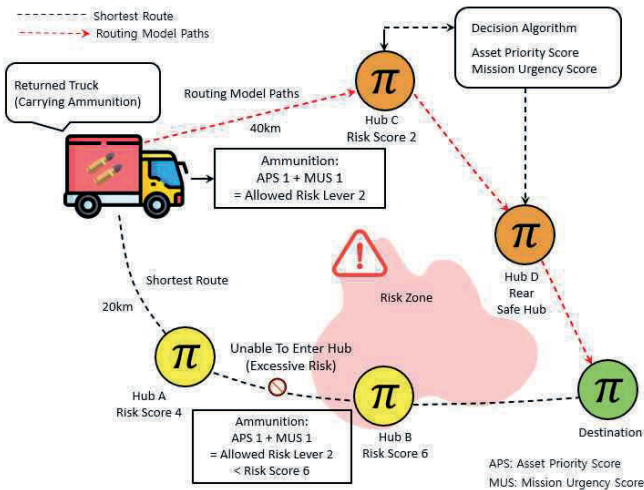 Shortest Route
Routing Model Paths
Decision Algorithm
Asset Priority Score
Mission Urgency Score
Returned Truck
(Carrying Ammunition)
Routing Model Paths
40km
π
Hub C
Risk Score 2
Ammunition:
APS 1 + MUS 1
= Allowed Risk Lever 2
π
Hub D
Rear
Safe Hub
Shortest Route
20km
Risk Zone
π
Hub A
Risk Score 4
Unable To Enter Hub
(Excessive Risk)
π
Hub B
Risk Score 6
π
Destination
Ammunition:
APS 1 + MUS 1
= Allowed Risk Lever 2
< Risk Score 6
APS: Asset Priority Score
MUS: Mission Urgency Score